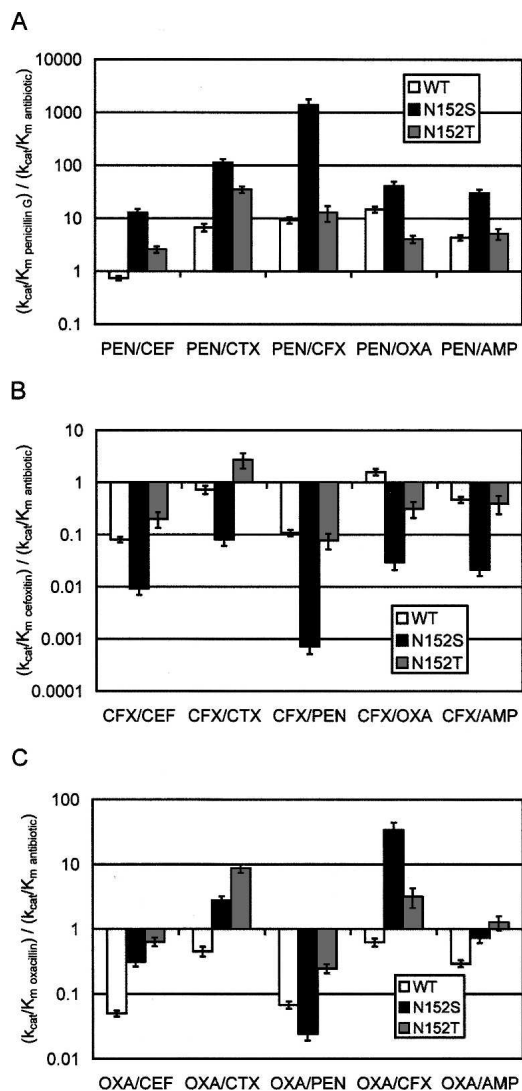 A
(kcat/Km penicillin G) / (kcat/Km antibiotic)
10000
1000
100
10
1
0.1
WT
N152S
N152T
PEN/CEF PEN/CTX PEN/CFX PEN/OXA PEN/AMP
B
(kcat/Km cefoxitin) / (kcat/Km antibiotic)
10
1
0.1
0.01
0.001
0.0001
WT
N152S
N152T
CFX/CEF CFX/CTX CFX/PEN CFX/OXA CFX/AMP
C
(kcat/Km oxacillin) / (kcat/Km antibiotic)
100
10
1
0.1
0.01
WT
N152S
N152T
OXA/CEF OXA/CTX OXA/PEN OXA/CFX OXA/AMP